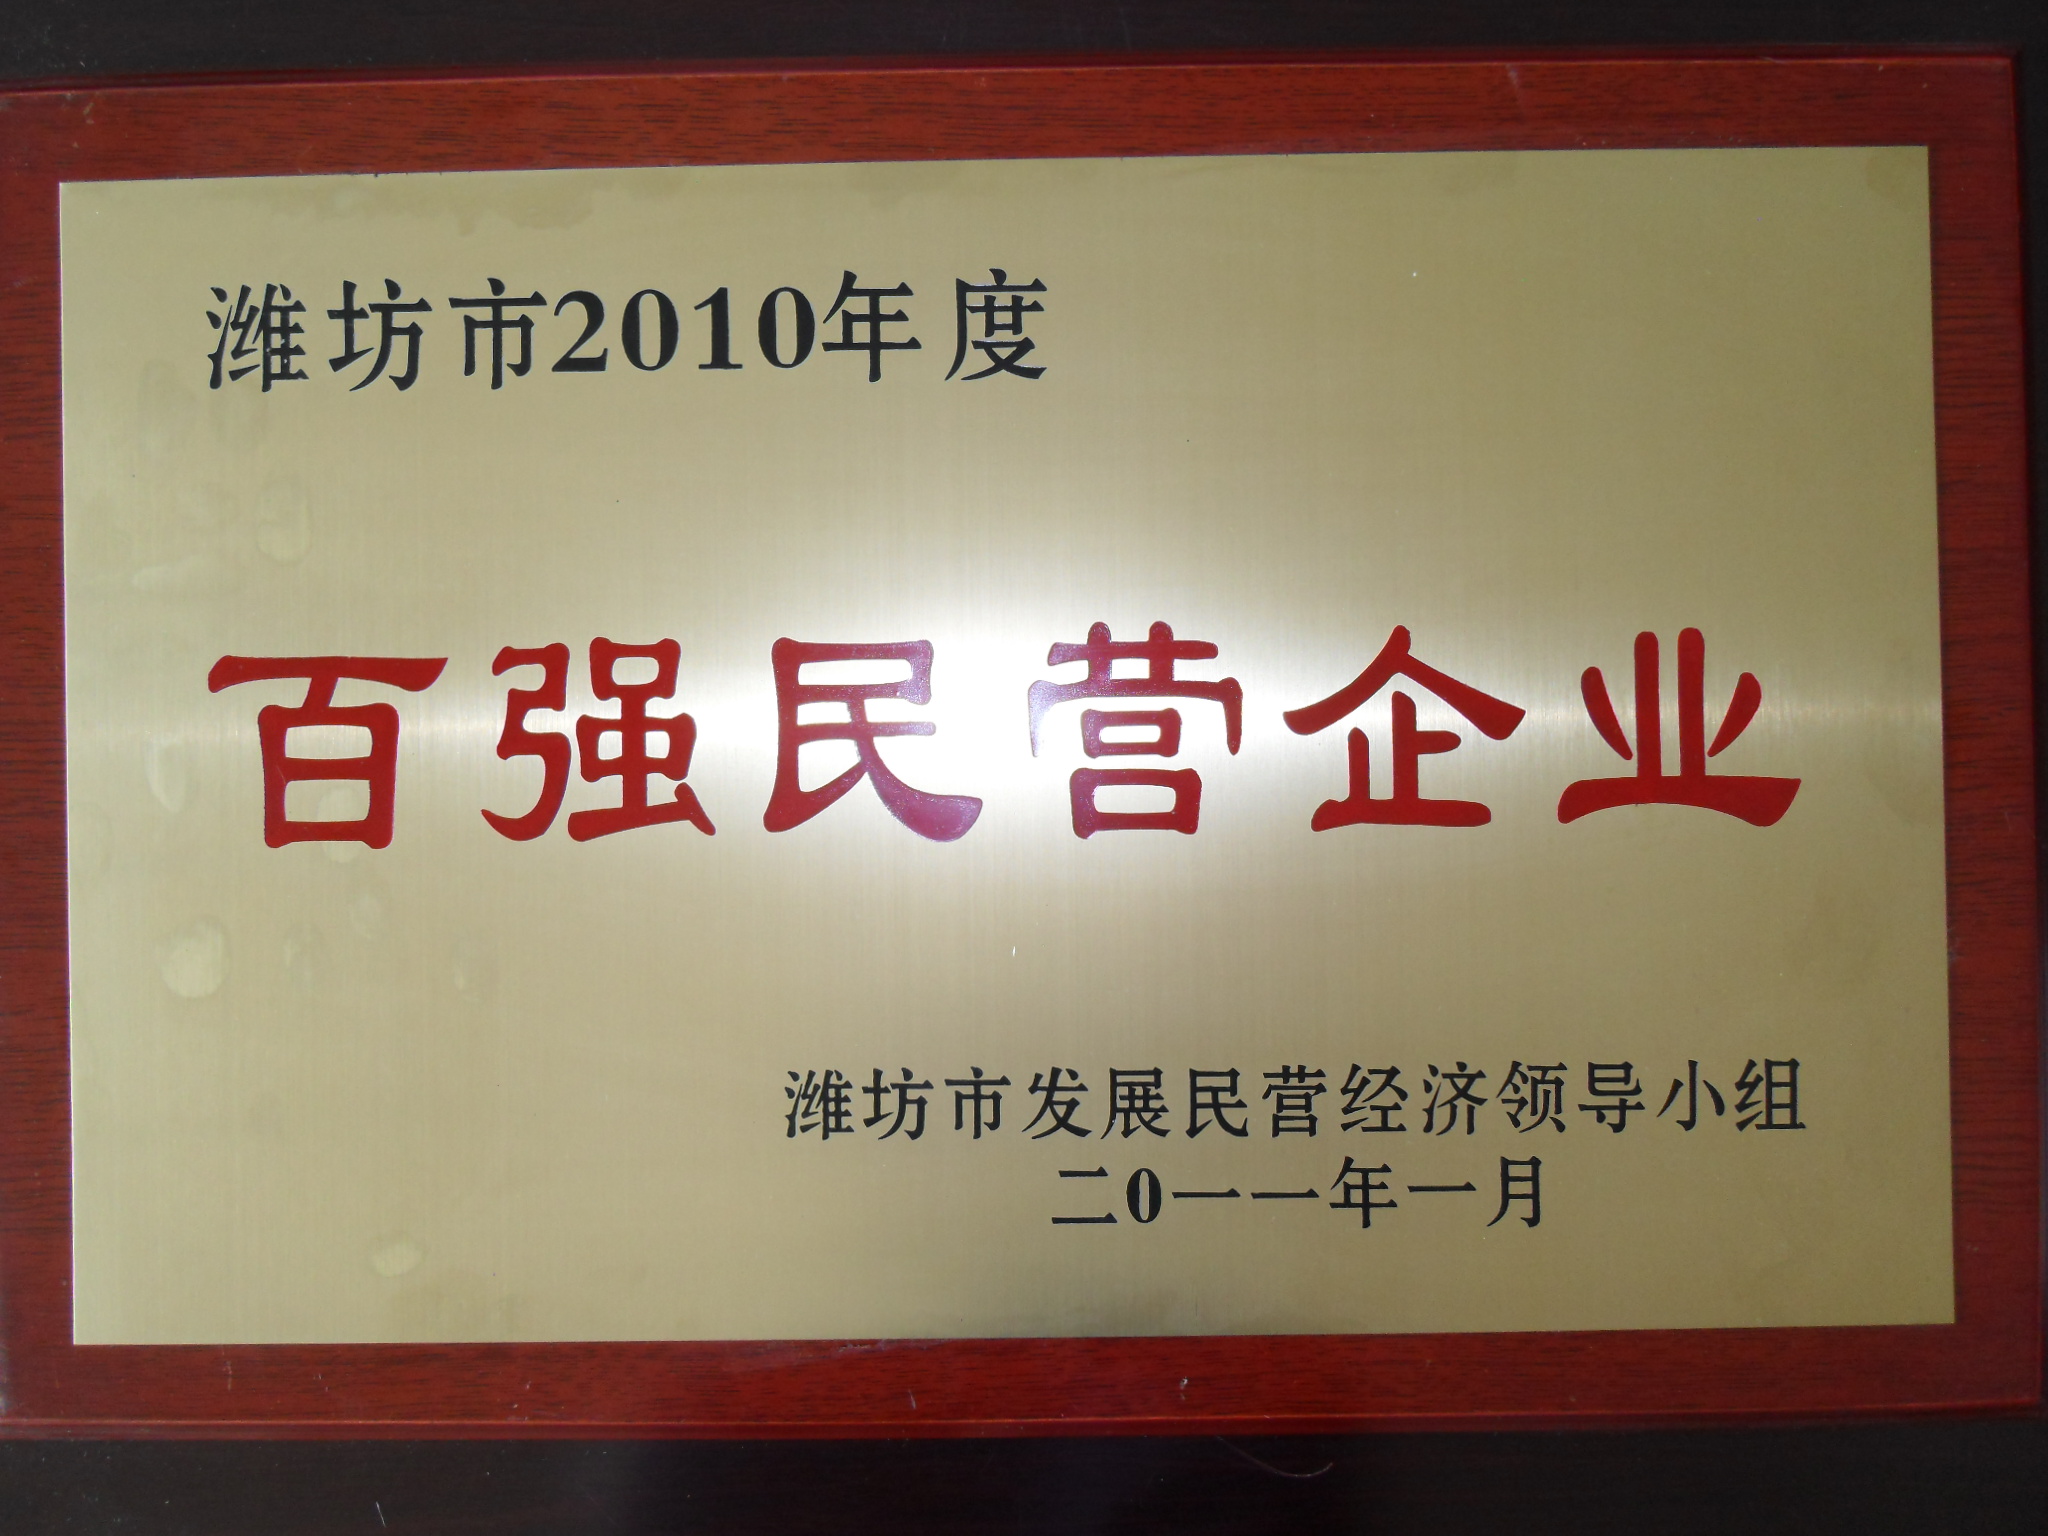 潍坊市2010年度
百强民营企业
潍坊市发展民营经济领导小组
二0一一年一月